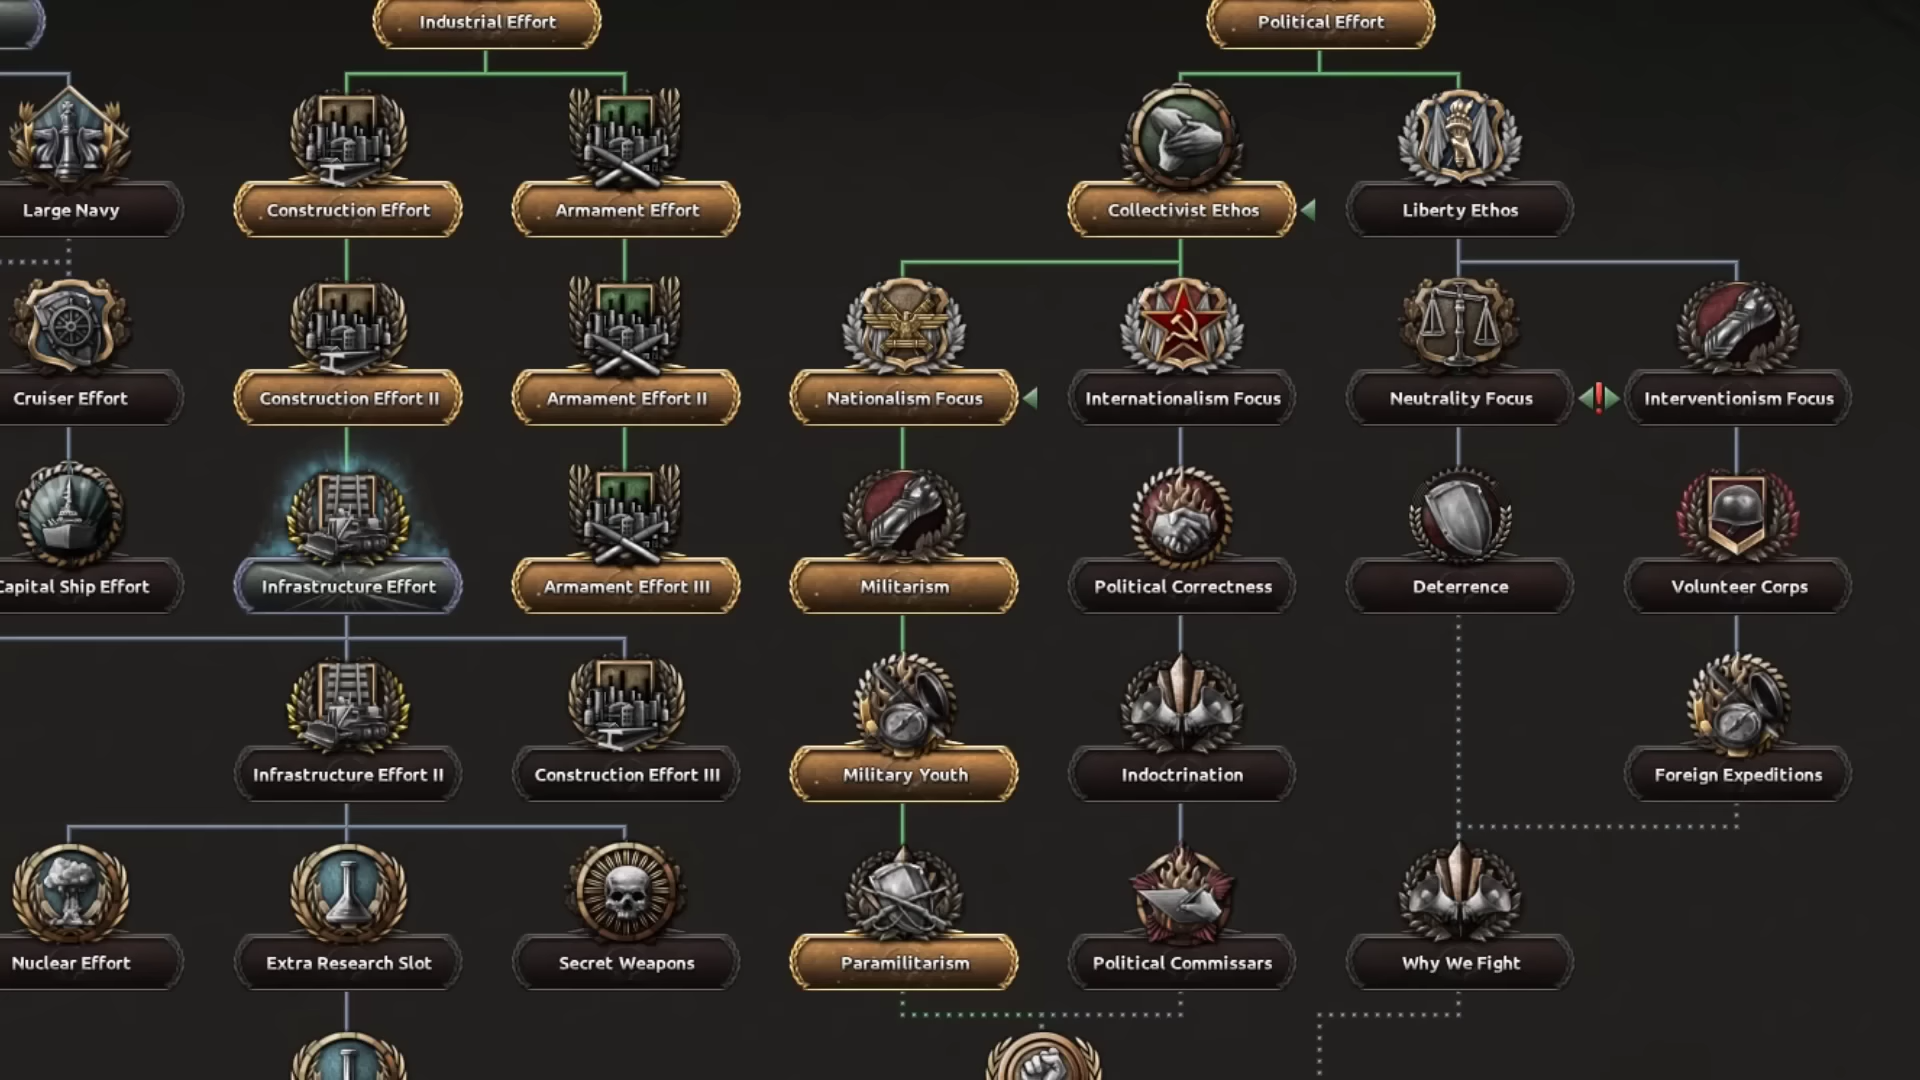 Industrial Effort
Political Effort
Large Navy
Construction Effort
Armament Effort
Collectivist Ethos
Liberty Ethos
Cruiser Effort
Construction Effort II
Armament Effort II
Nationalism Focus
Internationalism Focus
Neutrality Focus
Interventionism Focus
Capital Ship Effort
Infrastructure Effort
Armament Effort III
Militarism
Political Correctness
Deterrence
Volunteer Corps
Infrastructure Effort II
Construction Effort III
Military Youth
Indoctrination
Foreign Expeditions
Nuclear Effort
Extra Research Slot
Secret Weapons
Paramilitarism
Political Commissars
Why We Fight